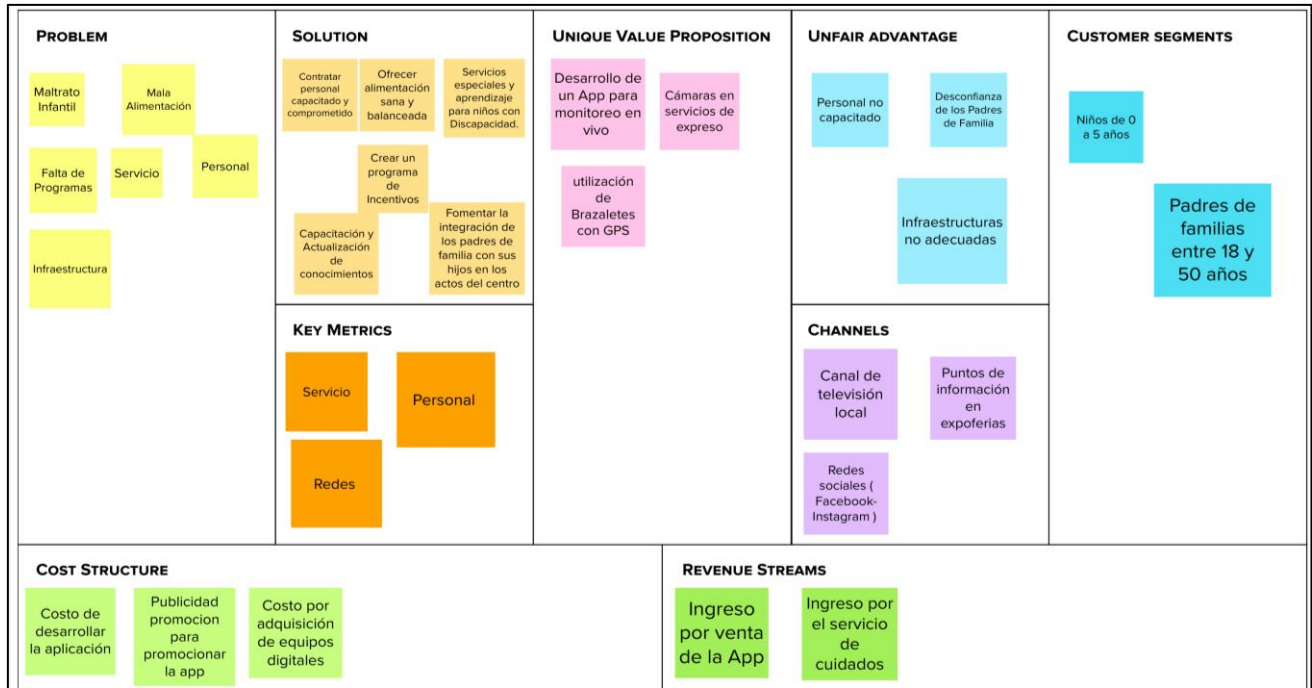 PROBLEM
Maltrato
Infantil
Mala
Alimentación
Falta de
Programas
Servicio
Personal
Infraestructura
SOLUTION
Contratar
personal
capacitado y
comprometido
Ofrecer
alimentación
sana y
balanceada
Servicios
especiales y
aprendizaje
para niños con
Discapacidad.
Crear un
programa
de
Incentivos
Capacitación y
Actualización
de
conocimientos
Fomentar la
integración de
los padres de
familia con sus
hijos en los
actos del centro
KEY METRICS
Servicio
Personal
Redes
UNIQUE VALUE PROPOSITION
Desarrollo de
un App para
monitoreo en
vivo
Cámaras en
servicios de
expreso
utilización
de
Brazaletes
con GPS
UNFAIR ADVANTAGE
Personal no
capacitado
Desconfianza
de los Padres
de Familia
Infraestructuras
no adecuadas
CHANNELS
Canal de
televisión
local
Puntos de
información
en
expoferias
Redes
sociales (
Facebook-
Instagram )
CUSTOMER SEGMENTS
Niños de 0
a 5 años
Padres de
familias
entre 18 y
50 años
COST STRUCTURE
Costo de
desarrollar
la aplicación
Publicidad
promocion
para
promocionar
la app
Costo por
adquisición
de equipos
digitales
REVENUE STREAMS
Ingreso
por venta
de la App
Ingreso por
el servicio
de
cuidados